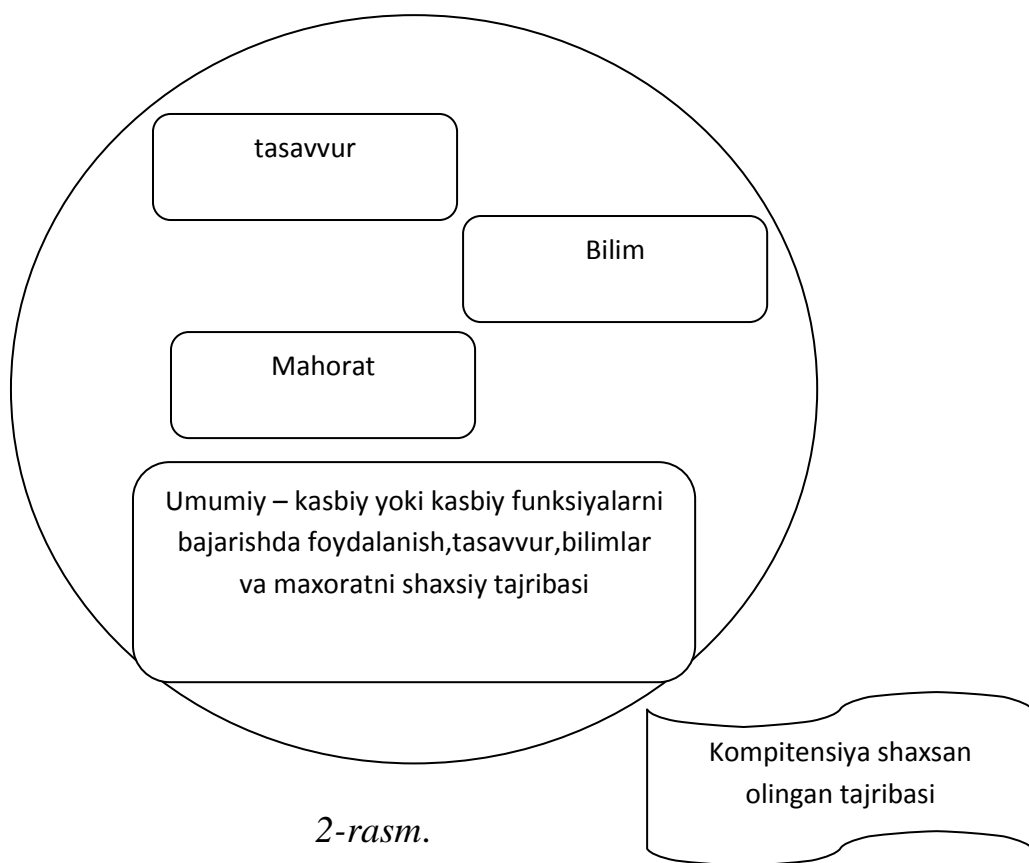 tasavvur
Bilim
Mahorat
Umumiy – kasbiy yoki kasbiy funksiyalarni
bajarishda foydalanish,tasavvur,bilimlar
va maxoratni shaxsiy tajribasi
Kompitensiya shaxsan
olingan tajribasi
2-rasm.